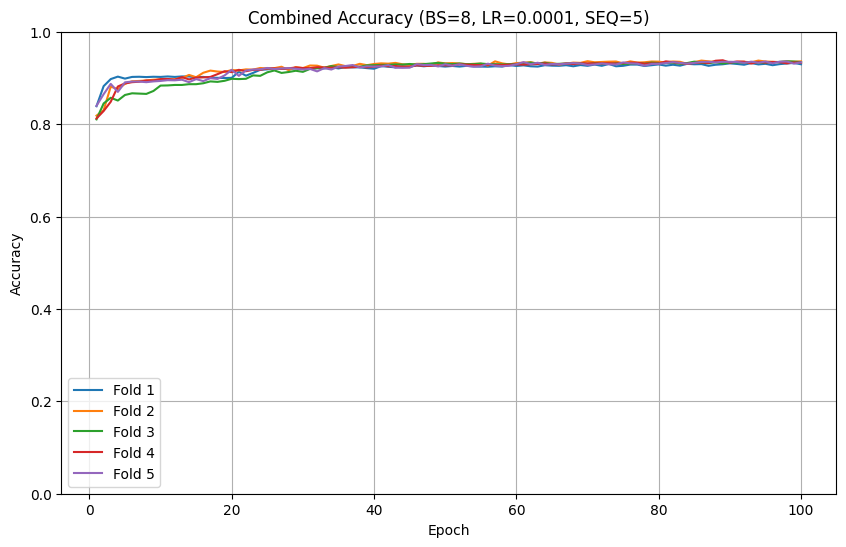 Combined Accuracy (BS=8, LR=0.0001, SEQ=5)
1.0
0.8
0.6
0.4
0.2
0.0
Accuracy
Fold 1
Fold 2
Fold 3
Fold 4
Fold 5
0 20 40 60 80 100
Epoch